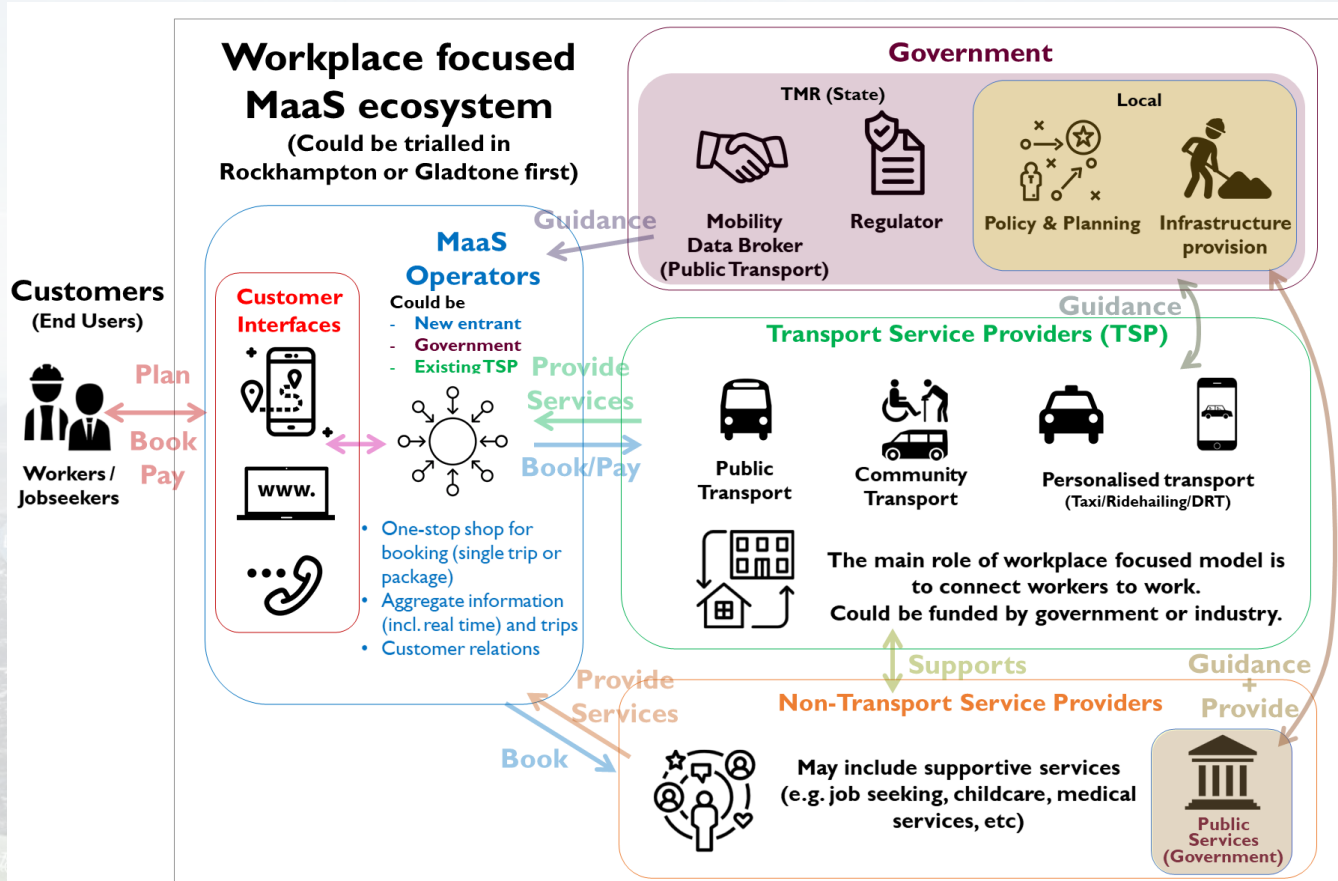 Workplace focused
MaaS ecosystem
(Could be trialled in
Rockhampton or Gladtone first)
Government
TMR (State)
Mobility
Data Broker
(Public Transport)
Regulator
Local
Policy & Planning
Infrastructure
provision
Guidance
Customers
(End Users)
Workers /
Jobseekers
Plan
Book
Pay
MaaS
Operators
Could be
- New entrant
- Government
- Existing TSP
Customer
Interfaces
www.
• One-stop shop for
booking (single trip or
package)
• Aggregate information
(incl. real time) and trips
• Customer relations
Provide
Services
Book/Pay
Guidance
Transport Service Providers (TSP)
Public
Transport
Community
Transport
Personalised transport
(Taxi/Ridehailing/DRT)
The main role of workplace focused model is
to connect workers to work.
Could be funded by government or industry.
Supports
Guidance
+
Provide
Provide
Services
Book
Non-Transport Service Providers
May include supportive services
(e.g. job seeking, childcare, medical
services, etc)
Public
Services
(Government)